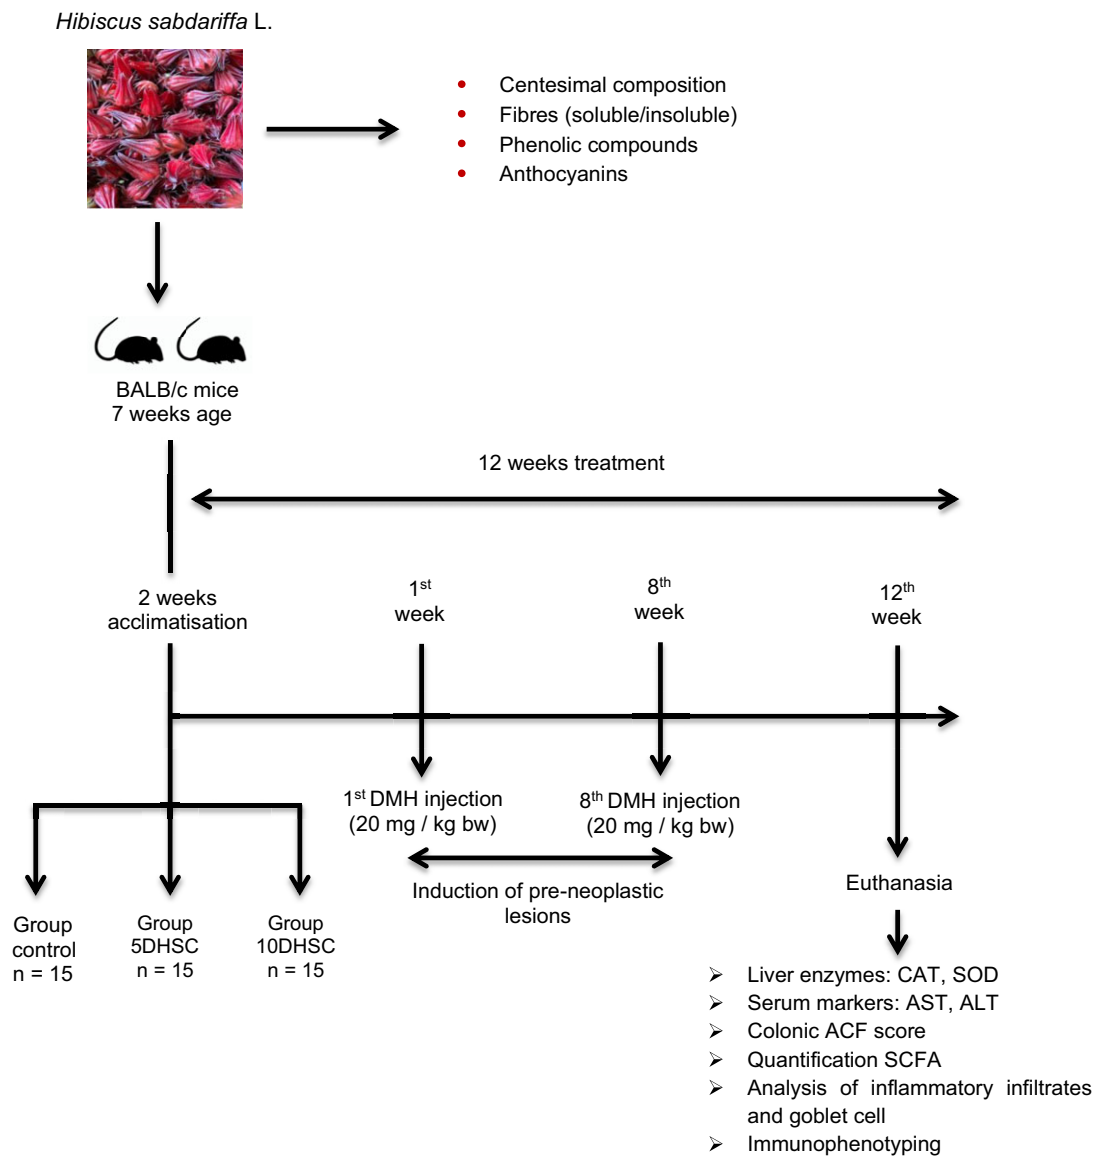 Hibiscus sabdariffa L.
Centesimal composition
Fibres (soluble/insoluble)
Phenolic compounds
Anthocyanins
BALB/c mice
7 weeks age
12 weeks treatment
2 weeks
acclimatisation
1st
week
8th
week
12th
week
1st DMH injection
(20 mg / kg bw)
8th DMH injection
(20 mg / kg bw)
Induction of pre-neoplastic
lesions
Group
control
n = 15
Group
5DHSC
n = 15
Group
10DHSC
n = 15
Euthanasia
Liver enzymes: CAT, SOD
Serum markers: AST, ALT
Colonic ACF score
Quantification SCFA
Analysis of inflammatory infiltrates
and goblet cell
Immunophenotyping